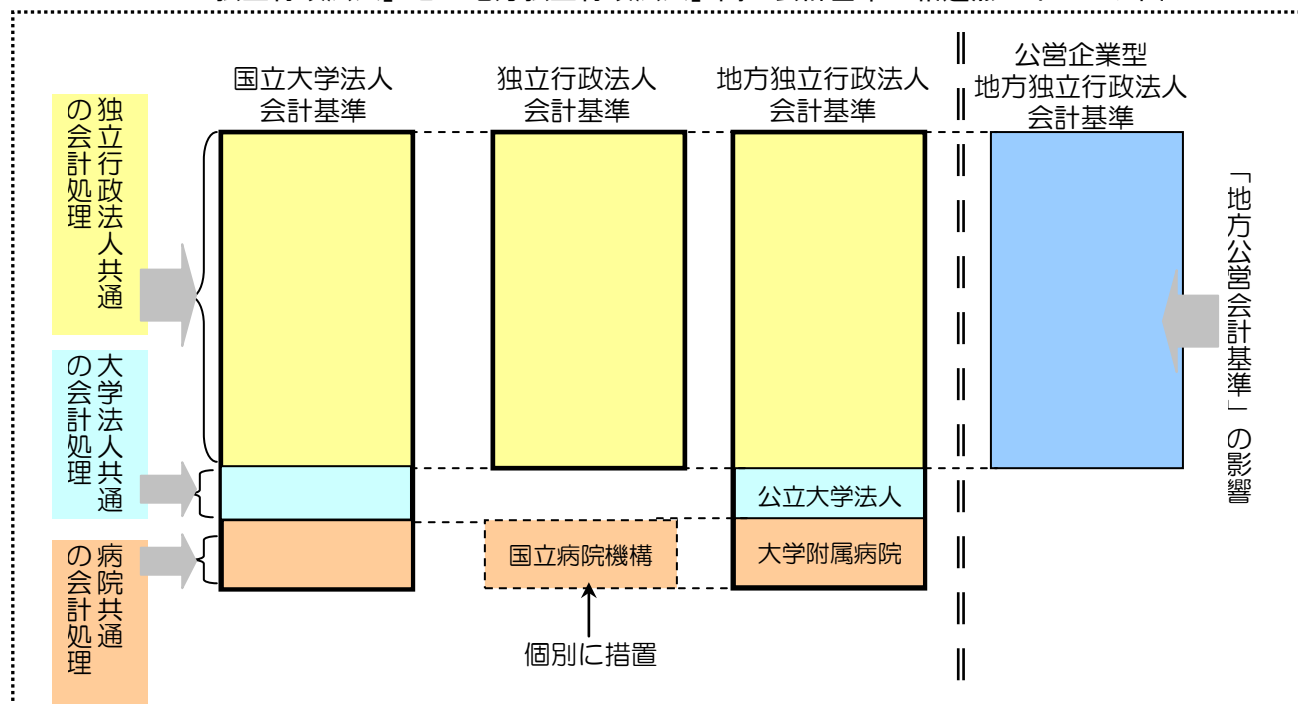 国立大学法人
会計基準
独立行政法人
会計基準
地方独立行政法人
会計基準
公営企業型
地方独立行政法人
会計基準
独立行政法人共通
の会計処理
大学法人共通
の会計処理
病院共通
の会計処理
公立大学法人
国立病院機構
大学附属病院
個別に措置
「地方公営会計基準」の影響